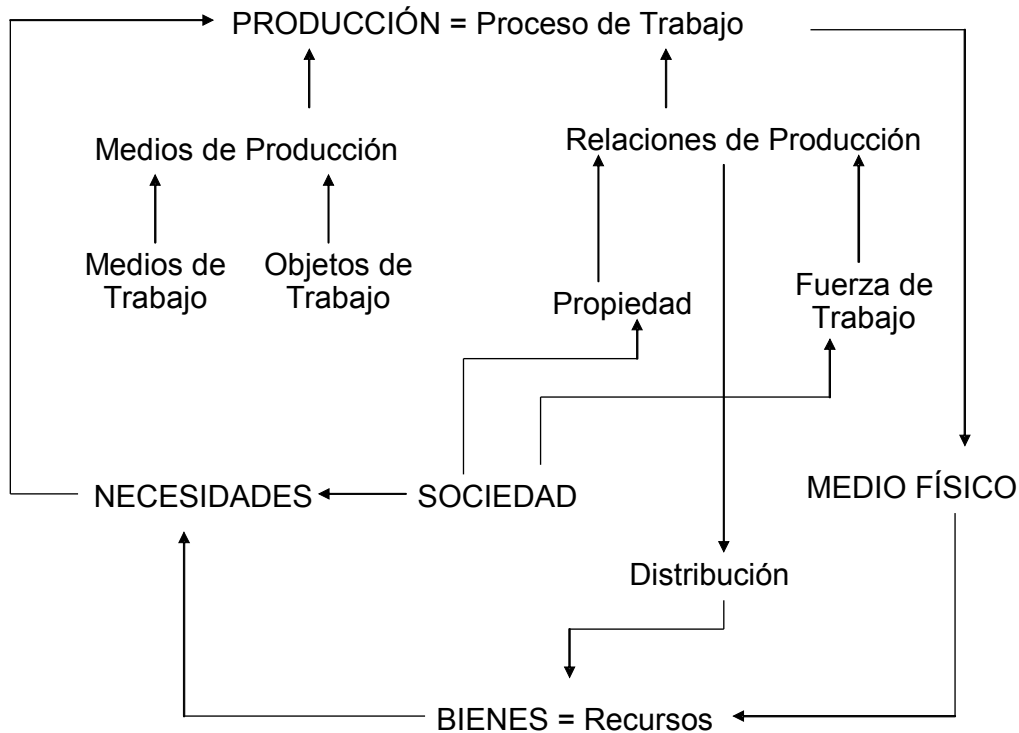 PRODUCCIÓN = Proceso de Trabajo
Medios de Producción
Relaciones de Producción
Medios de
Trabajo
Objetos de
Trabajo
Propiedad
Fuerza de
Trabajo
NECESIDADES
SOCIEDAD
MEDIO FÍSICO
Distribución
BIENES = Recursos